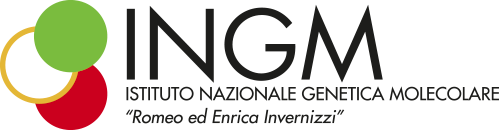 INGM
ISTITUTO NAZIONALE GENETICA MOLECOLARE
“Romeo ed Enrica Invernizzi”